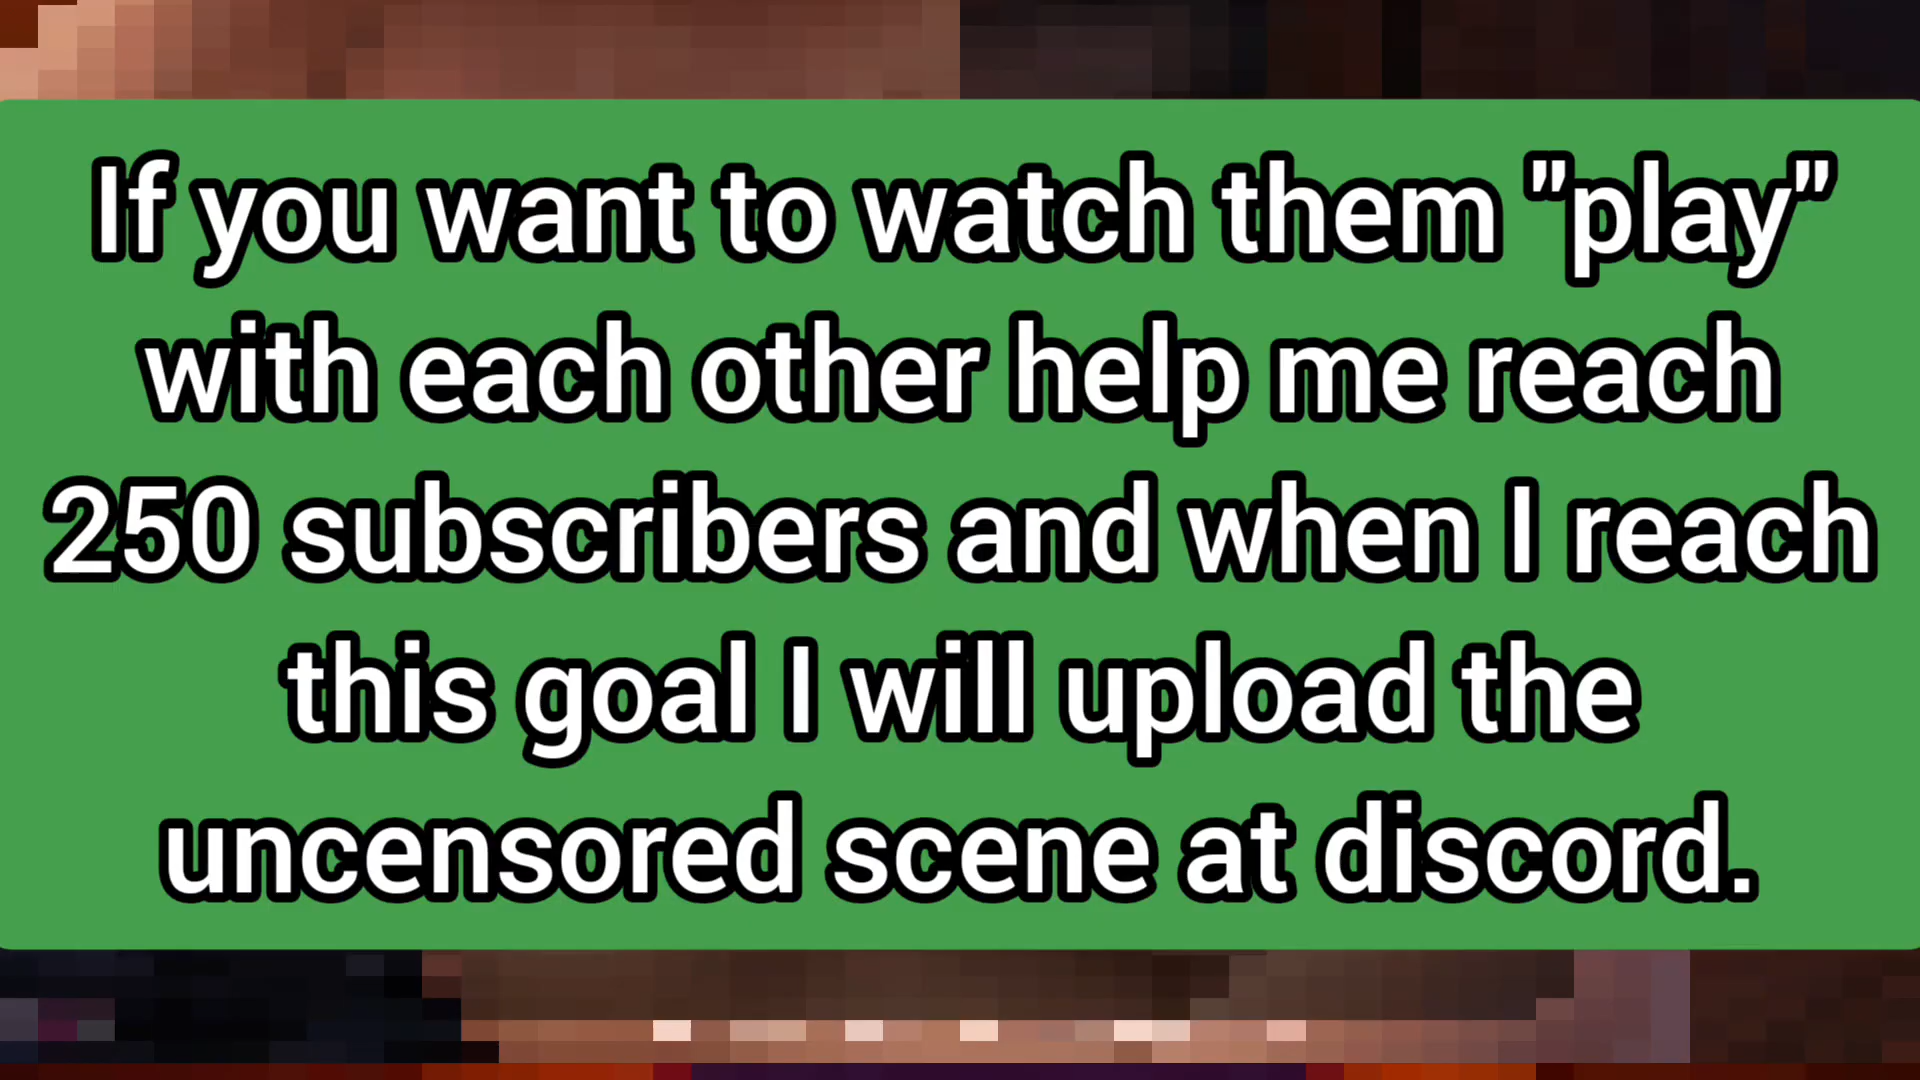 If you want to watch them "play"
with each other help me reach
250 subscribers and when I reach
this goal I will upload the
uncensored scene at discord.